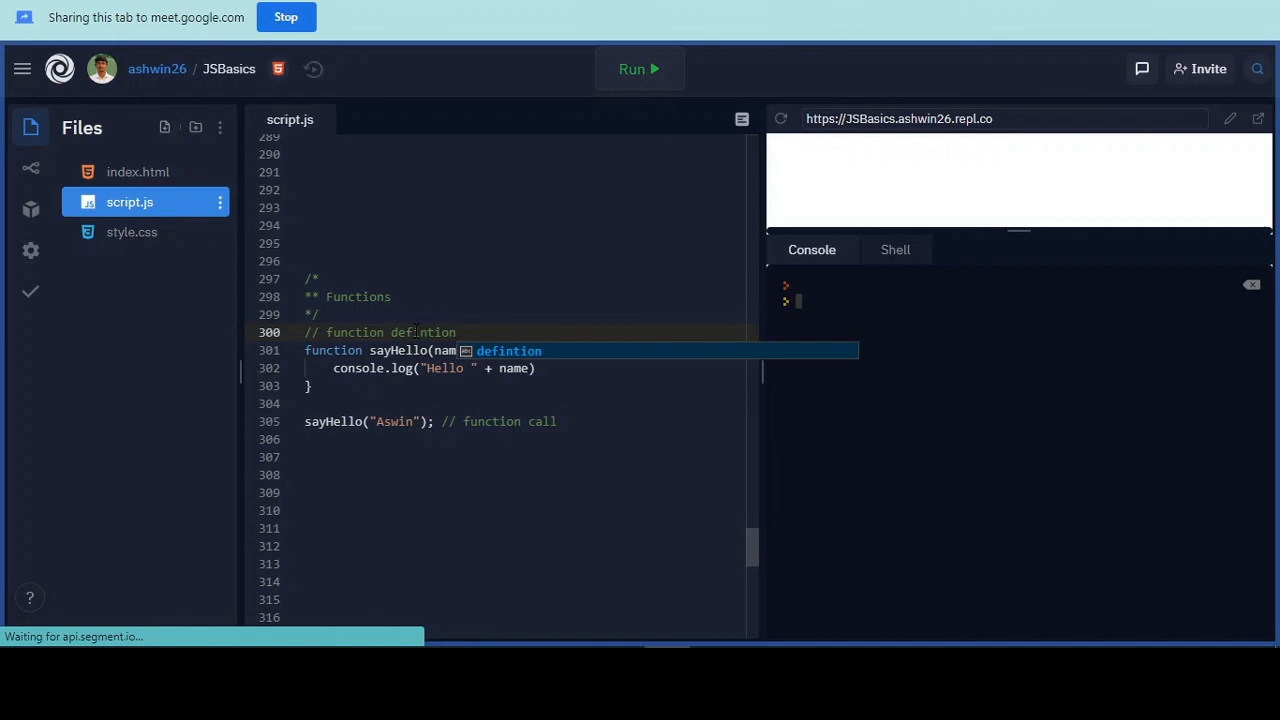 Sharing this tab to meet.google.com
Stop
ashwin26 / JSBasics
Run
Invite
Files
script.js
https://JSBasics.ashwin26.repl.co
index.html
script.js
style.css
Console
Shell
289
290
291
292
293
294
295
296
297 /*
298 ** Functions
299 */
300 // function defintion
301 function sayHello(nam
defintion
302 console.log("Hello " + name)
303 }
304
305 sayHello("Aswin"); // function call
306
307
308
309
310
311
312
313
314
315
316
?
Waiting for api.segment.io...